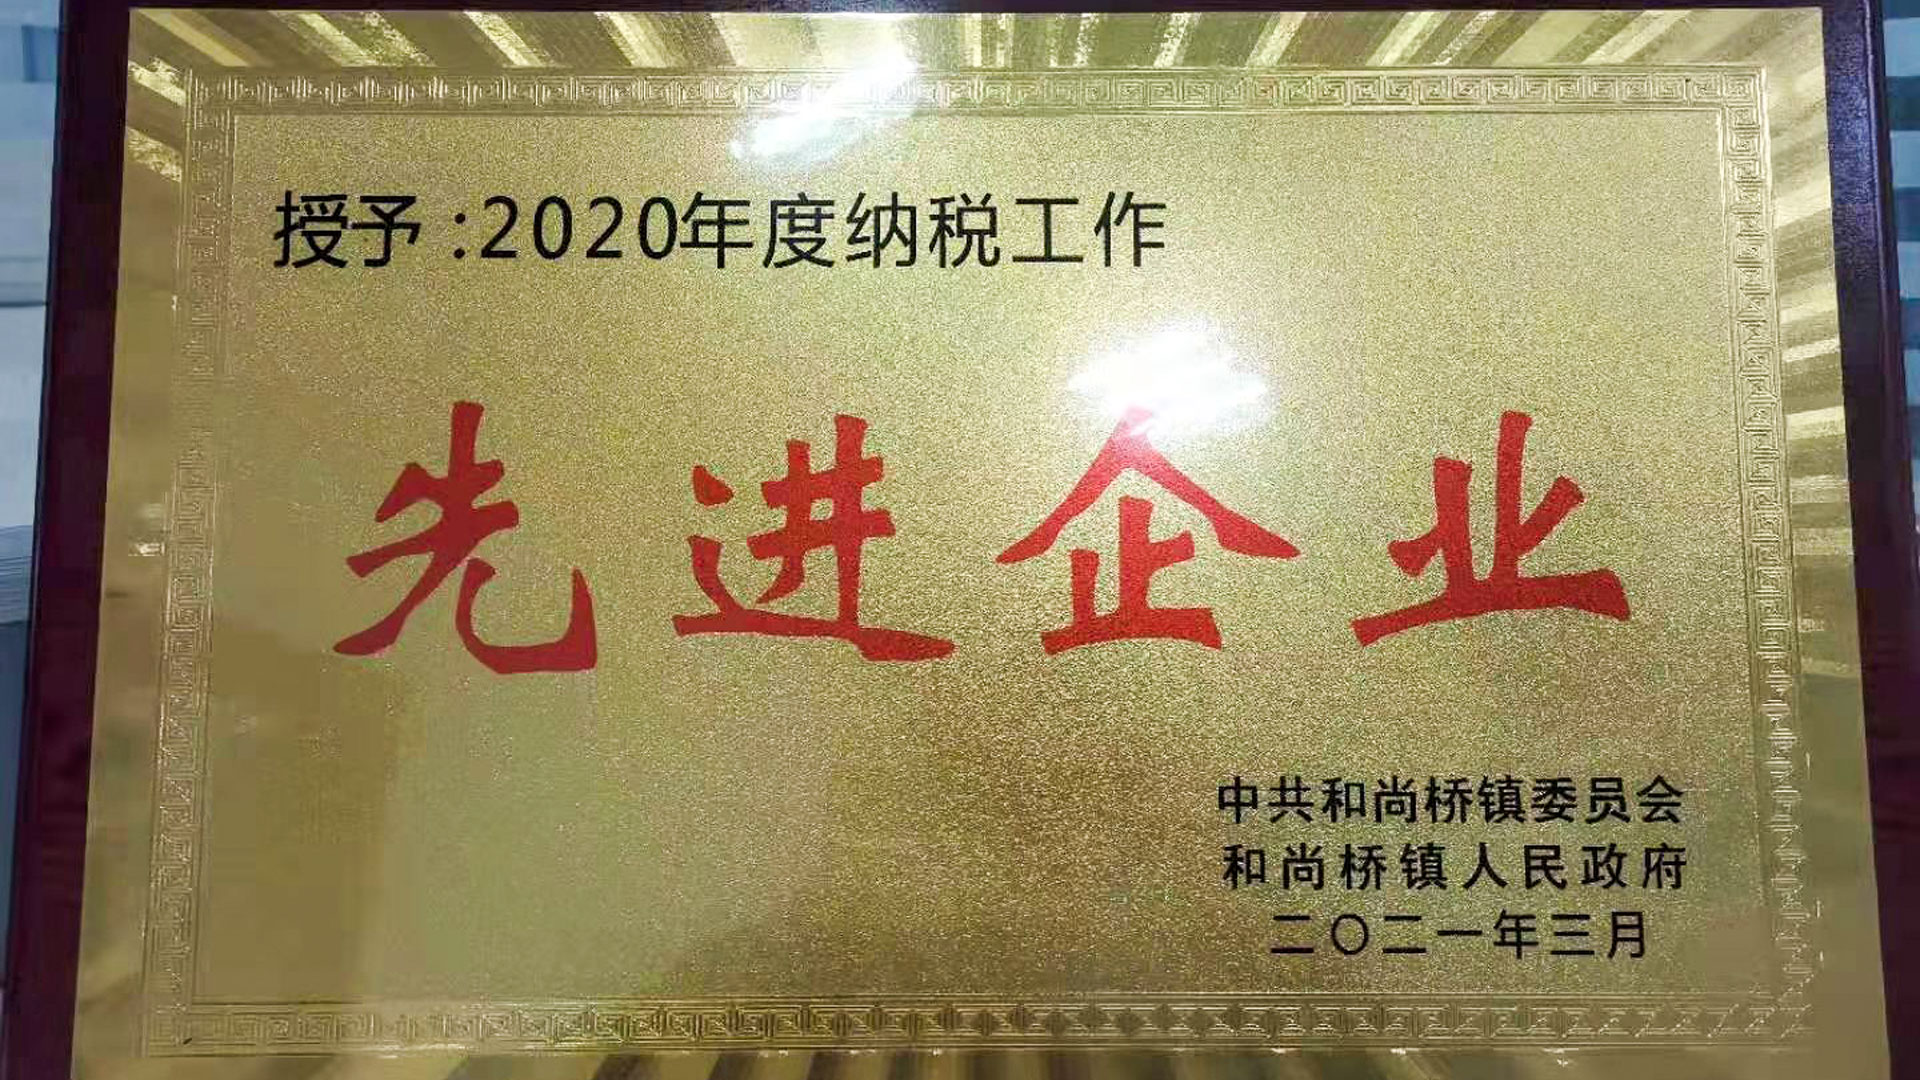 授予:2020年度纳税工作
先进企业
中共和尚桥镇委员会
和尚桥镇人民政府
二〇二一年三月